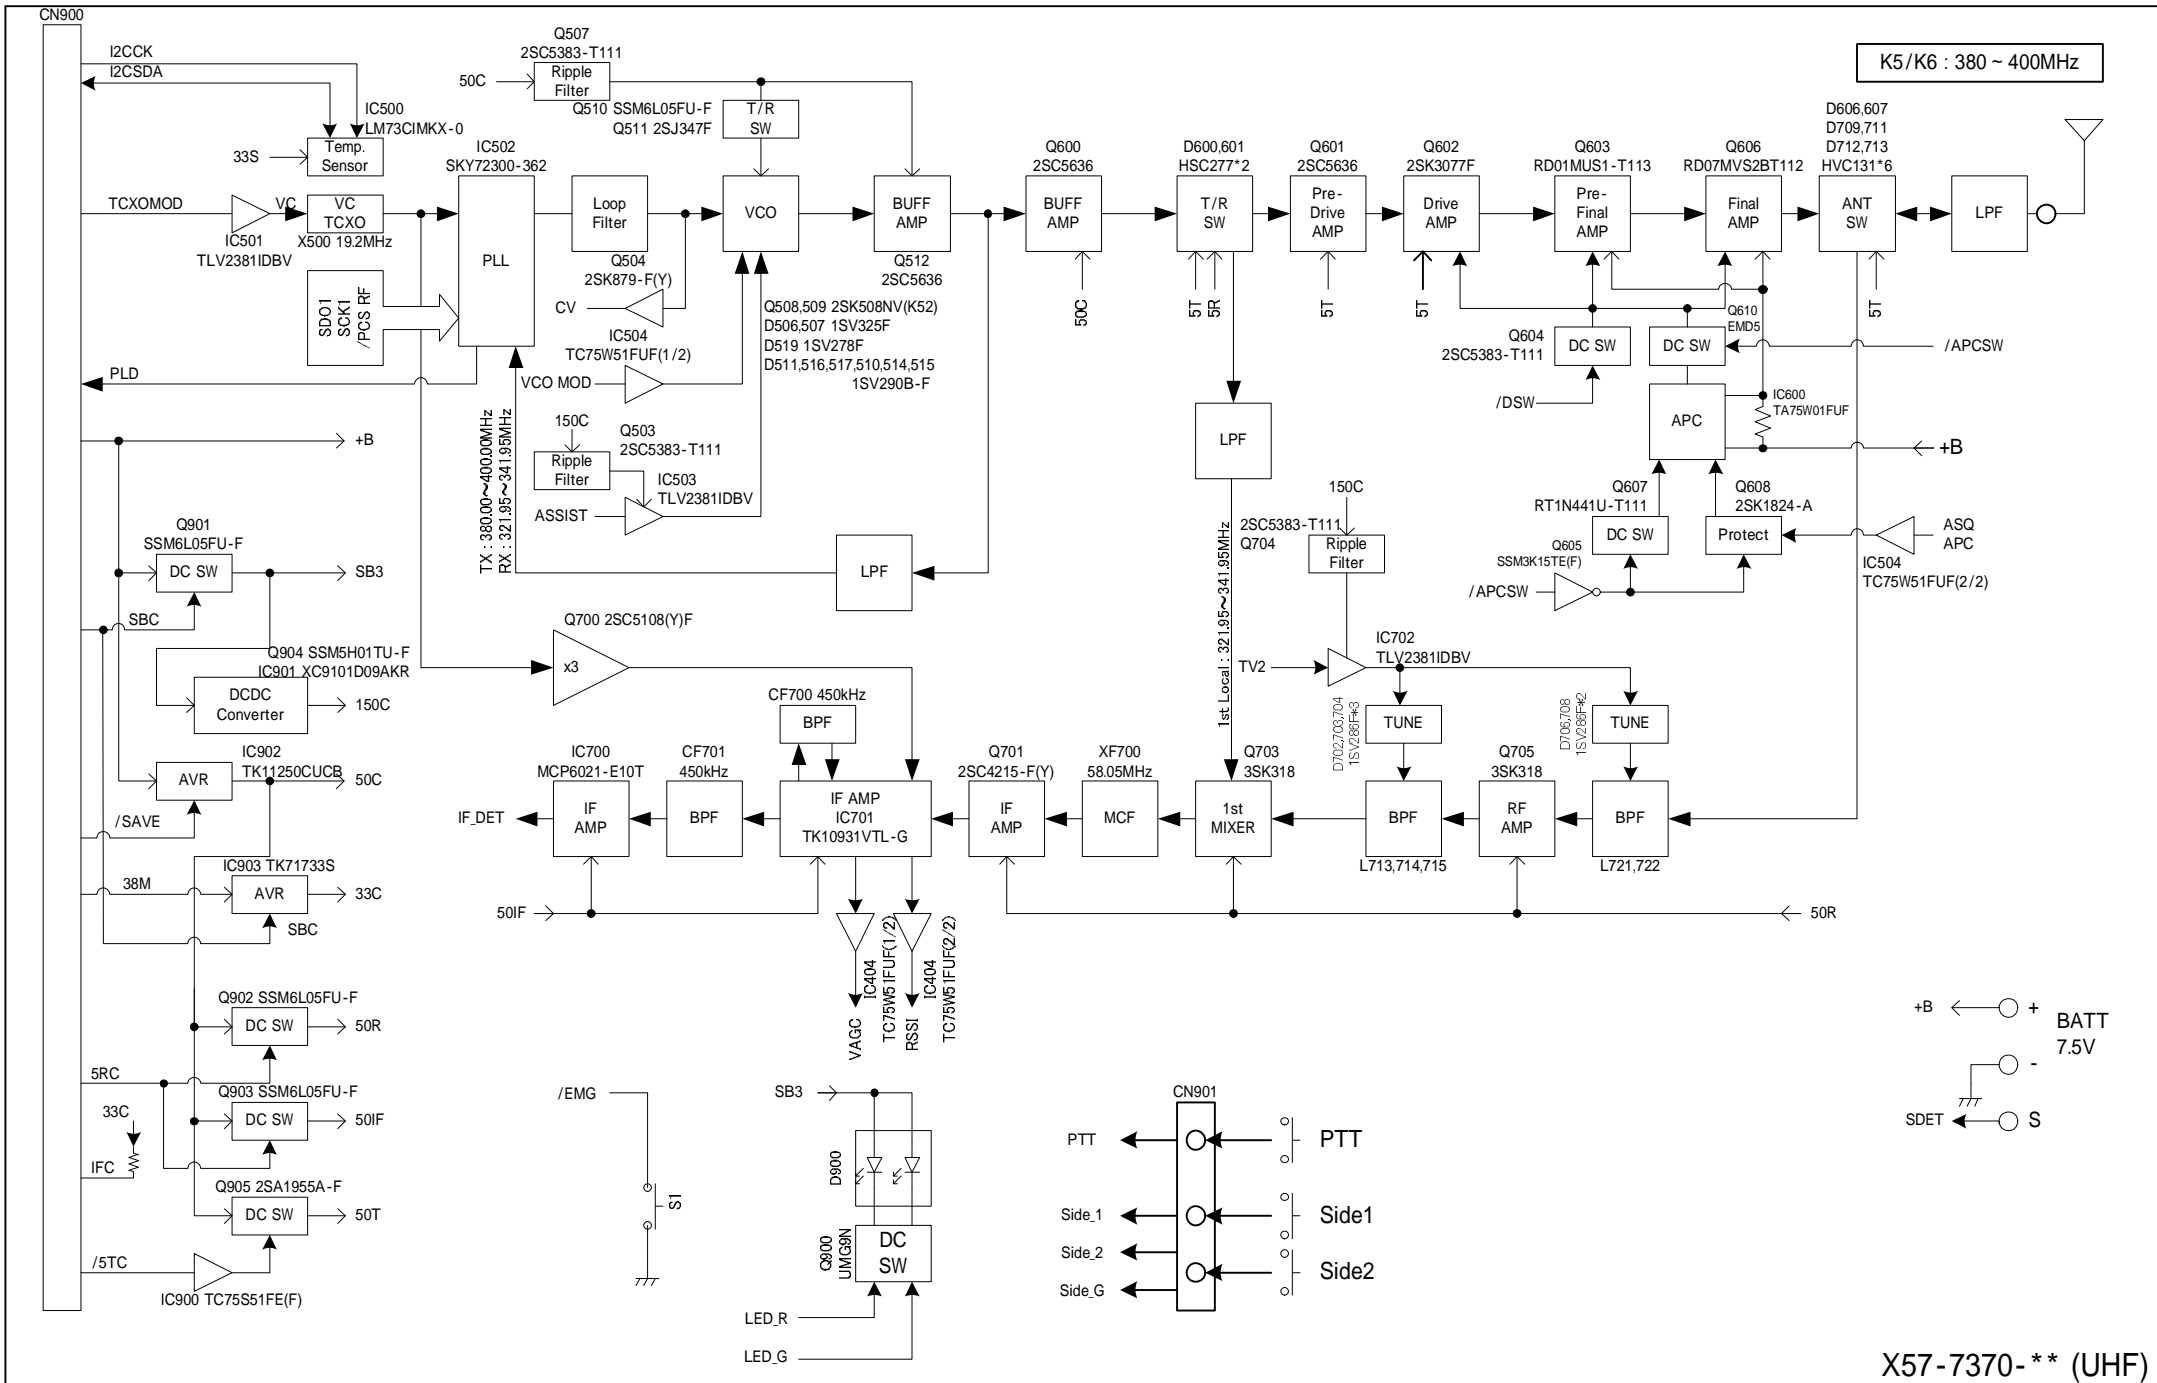 CN900
I2CCK
I2CSDA
IC500
LM73CIMKX-0
Temp.
Sensor
33S
TCXOMOD
VC
VC
TCXO
X500 19.2MHz
IC501
TLV2381IDBV
SDO1
SCK1
/PCS RF
PLD
Q507
2SC5383-T111
50C
Ripple
Filter
Q510 SSM6L05FU-F
Q511 2SJ347F
T/R
SW
IC502
SKY72300-362
PLL
Loop
Filter
Q504
2SK879-F(Y)
CV
VCO
BUFF
AMP
Q512
2SC5636
IC504
TC75W51FUF(1/2)
VCO MOD
Q508,509 2SK508NV(K52)
D506,507 1SV325F
D519 1SV278F
D511,516,517,510,514,515
1SV290B-F
150C
Q503
2SC5383-T111
Ripple
Filter
IC503
TLV2381IDBV
ASSIST
TX : 380.00~400.00MHz
RX : 321.95~341.95MHz
LPF
Q600
2SC5636
BUFF
AMP
50C
D600,601
HSC277*2
T/R
SW
5T
5R
Q601
2SC5636
Pre-
Drive
AMP
5T
Q602
2SK3077F
Drive
AMP
5T
Q603
RD01MUS1-T113
Pre-
Final
AMP
Q606
RD07MVS2BT112
Final
AMP
D606,607
D709,711
D712,713
HVC131*6
ANT
SW
5T
LPF
K5/K6 : 380 ~ 400MHz
Q604
2SC5383-T111
DC SW
/DSW
Q610
EMD5
DC SW
/APCSW
APC
IC600
TA75W01FUF
+B
Q607
RT1N441U-T111
DC SW
Q608
2SK1824-A
Protect
Q605
SSM3K15TE(F)
/APCSW
ASQ
APC
IC504
TC75W51FUF(2/2)
LPF
1st Local : 321.95~341.95MHz
150C
2SC5383-T111
Q704
Ripple
Filter
TV2
IC702
TLV2381IDBV
D702,703,704
1SV286F*3
TUNE
D706,708
1SV286F*2
TUNE
+B
Q901
SSM6L05FU-F
DC SW
SB3
SBC
Q904 SSM5H01TU-F
IC901 XC9101D09AKR
DCDC
Converter
150C
IC902
TK11250CUCB
AVR
50C
/SAVE
IC903 TK71733S
38M
AVR
33C
SBC
Q902 SSM6L05FU-F
DC SW
50R
5RC
Q903 SSM6L05FU-F
DC SW
50IF
33C
IFC
Q905 2SA1955A-F
DC SW
50T
/5TC
IC900 TC75S51FE(F)
Q700 2SC5108(Y)F
x3
CF700 450kHz
BPF
IC700
MCP6021-E10T
IF
AMP
IF_DET
CF701
450kHz
BPF
IF AMP
IC701
TK10931VTL-G
Q701
2SC4215-F(Y)
IF
AMP
XF700
58.05MHz
MCF
Q703
3SK318
1st
MIXER
BPF
L713,714,715
Q705
3SK318
RF
AMP
BPF
L721,722
50IF
50R
IC404
TC75W51FUF(1/2)
VAGC
IC404
TC75W51FUF(2/2)
RSSI
/EMG
S1
SB3
D900
Q900
UMG9N
DC
SW
LED_R
LED_G
CN901
PTT
PTT
Side_1
Side1
Side_2
Side2
Side_G
+B
+
BATT
7.5V
-
SDET
S
X57-7370-** (UHF)